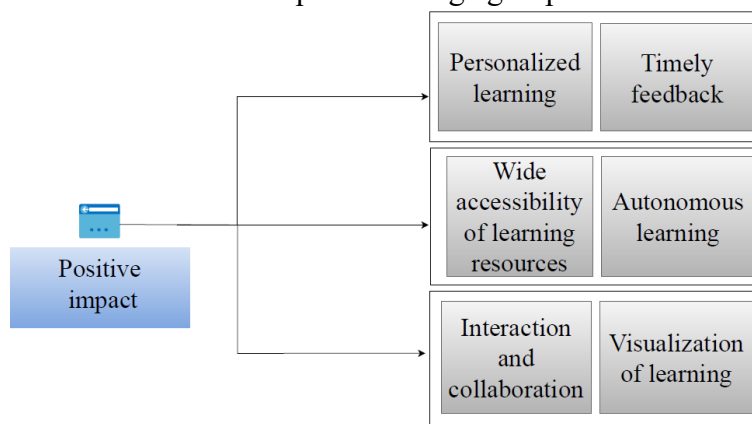 Personalized
learning
Timely
feedback
Wide
accessibility
of learning
resources
Autonomous
learning
Positive
impact
Interaction
and
collaboration
Visualization
of learning